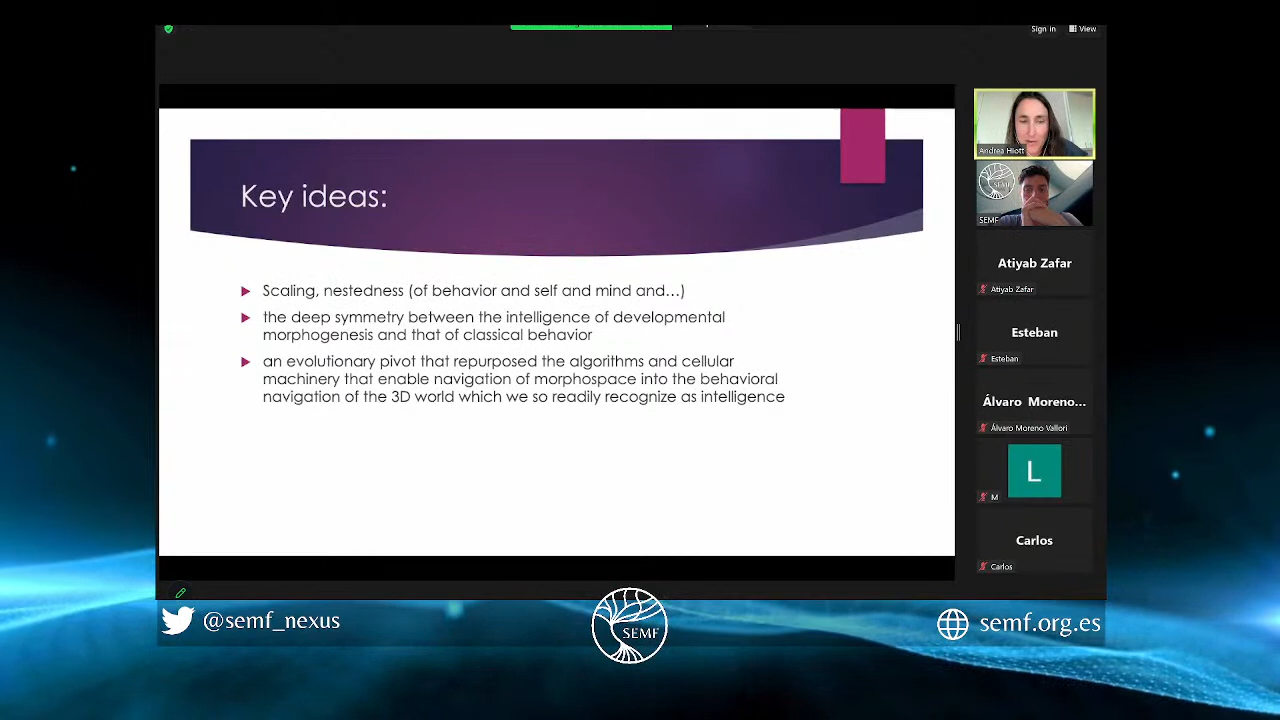 Sign in
View
Key ideas:
Scaling, nestedness (of behavior and self and mind and…)
the deep symmetry between the intelligence of developmental
morphogenesis and that of classical behavior
an evolutionary pivot that repurposed the algorithms and cellular
machinery that enable navigation of morphospace into the behavioral
navigation of the 3D world which we so readily recognize as intelligence
Andrea Hiott
SEMF
SEMF
Atiyab Zafar
Atiyab Zafar
Esteban
Esteban
Álvaro Moreno...
Álvaro Moreno Vallori
L
M
Carlos
Carlos
@semf_nexus
SEMF
semf.org.es